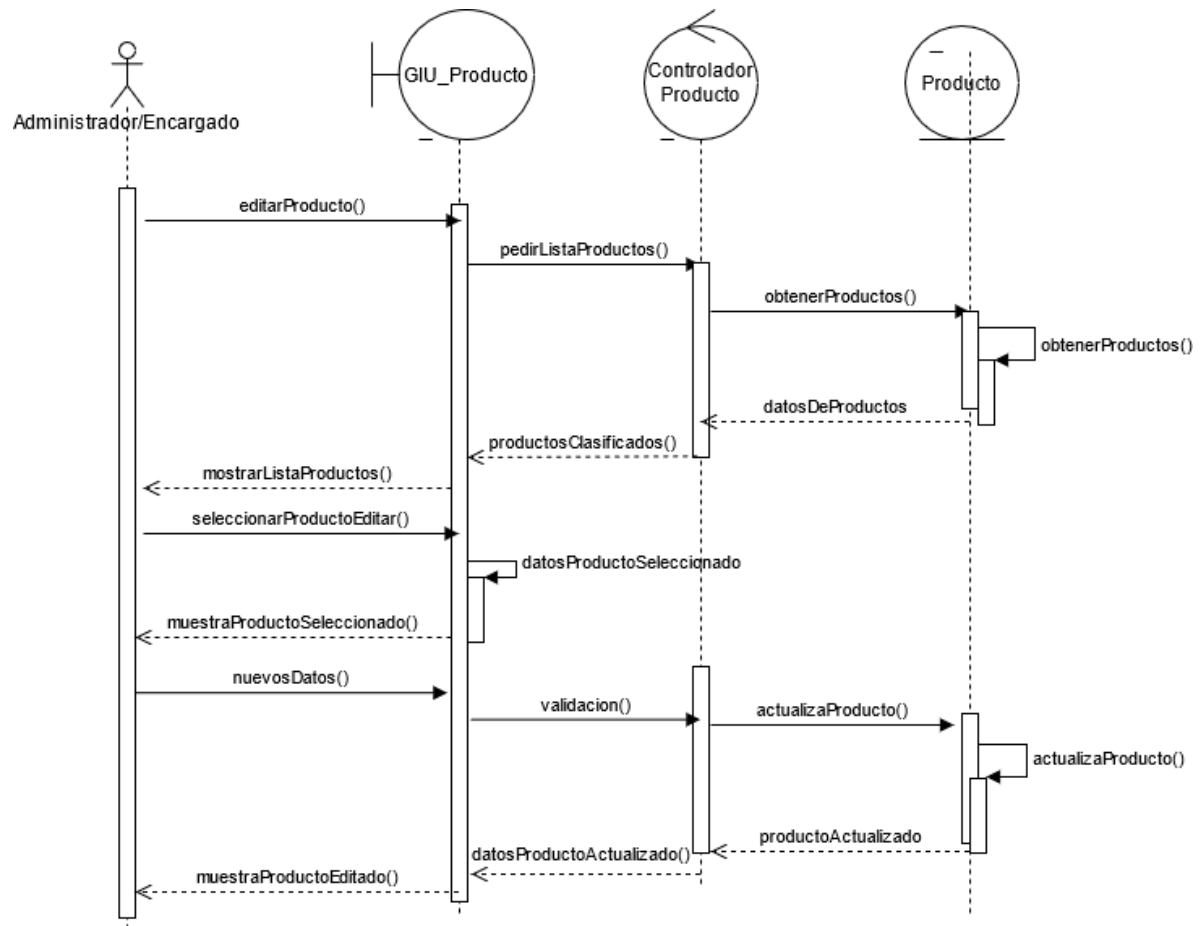 Administrador/Encargado
GIU_Producto
Controlador
Producto
Producto
editarProducto()
pedirListaProductos()
obtenerProductos()
obtenerProductos()
datosDeProductos
productosClasificados()
mostrarListaProductos()
seleccionarProductoEditar()
datosProductoSeleccionado
muestraProductoSeleccionado()
nuevosDatos()
validacion()
actualizaProducto()
actualizaProducto()
productoActualizado
datosProductoActualizado()
muestraProductoEditado()